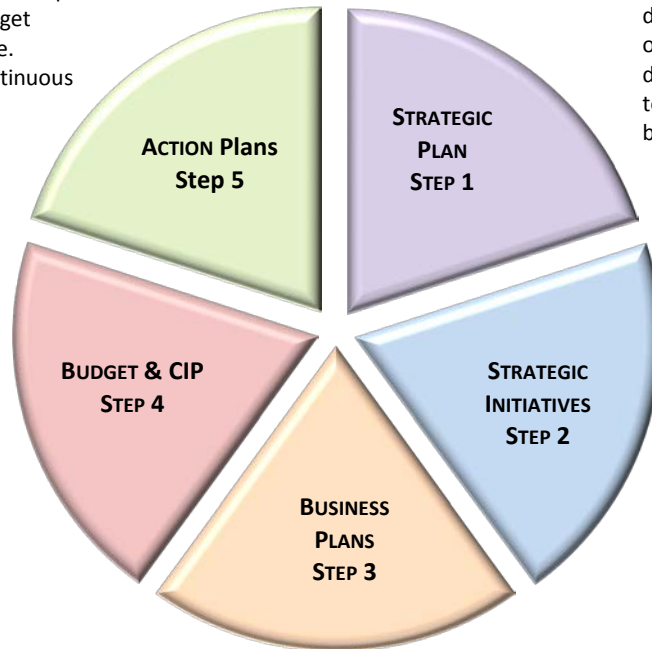 get
e.
tinuous
d
o
d
t
b
STRATEGIC
PLAN
STEP 1
STRATEGIC
INITIATIVES
STEP 2
BUSINESS
PLANS
STEP 3
BUDGET & CIP
STEP 4
ACTION Plans
Step 5